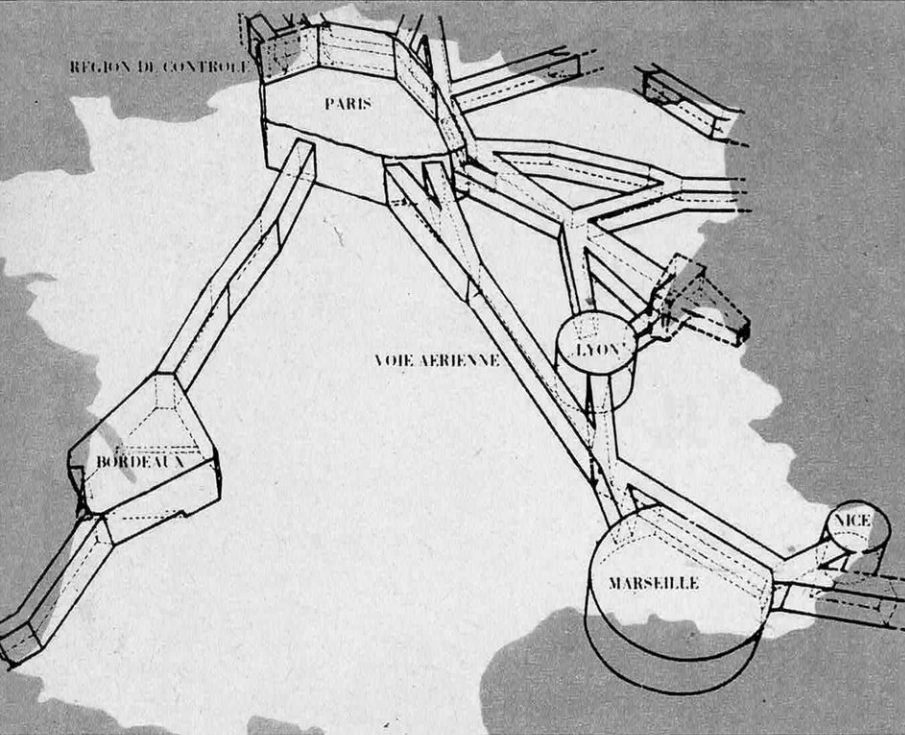 REGION DE CONTROLE
PARIS
VOIE AERIENNE
LYON
BORDEAUX
NICE
MARSEILLE